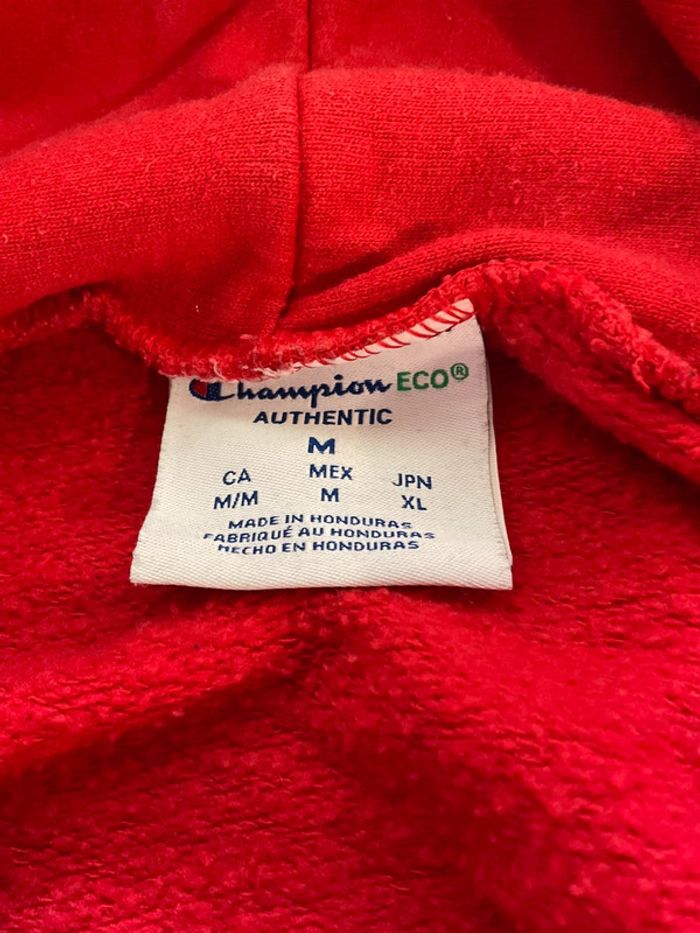 Champion ECO®
AUTHENTIC
M
CA MEX JPN
M/M M XL
MADE IN HONDURAS
FABRIQUÉ AU HONDURAS
HECHO EN HONDURAS